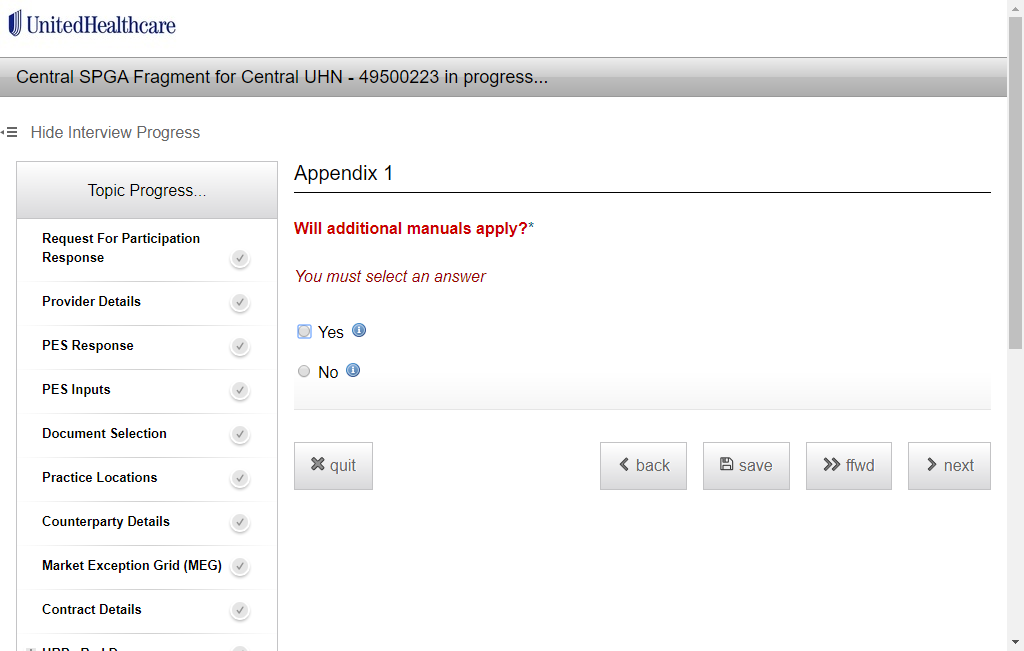 UnitedHealthcare
Central SPGA Fragment for Central UHN - 49500223 in progress...
Hide Interview Progress
Topic Progress...
Request For Participation
Response
Provider Details
PES Response
PES Inputs
Document Selection
Practice Locations
Counterparty Details
Market Exception Grid (MEG)
Contract Details
Appendix 1
Will additional manuals apply?*
You must select an answer
Yes
No
quit
back
save
ffwd
next